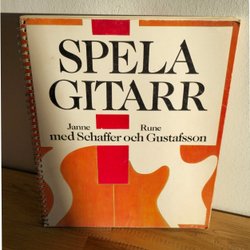 SPELA
GITARR
Janne Rune
med Schaffer och Gustafsson